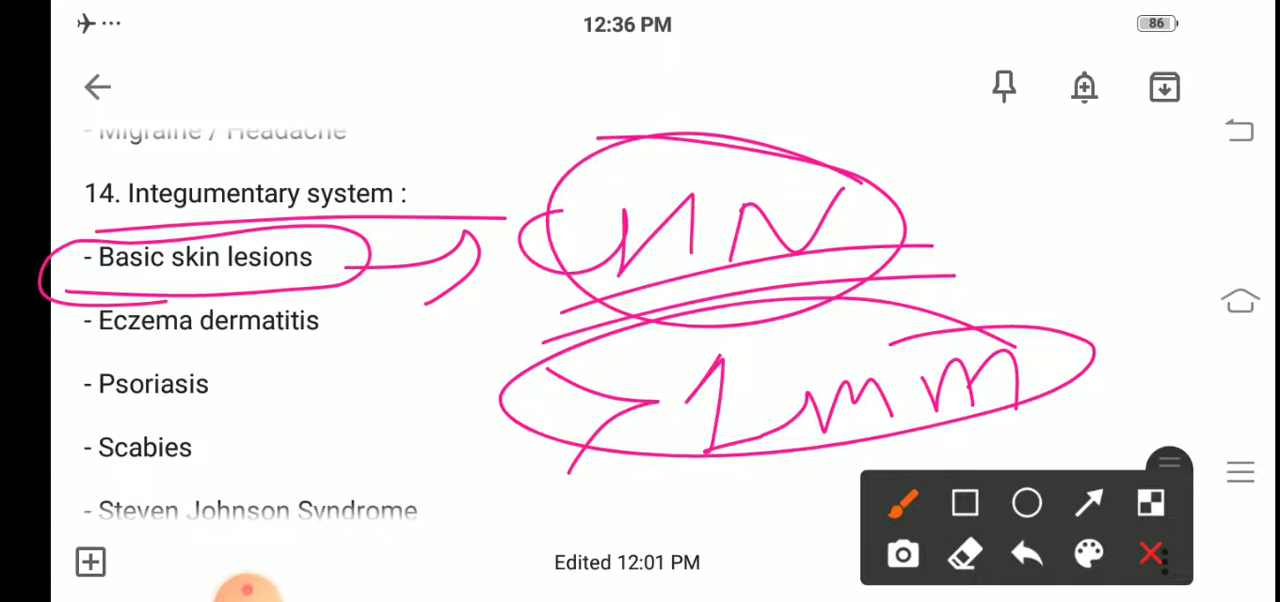 12:36 PM
86
- Migraine / Headache
14. Integumentary system :
- Basic skin lesions
- Eczema dermatitis
- Psoriasis
- Scabies
- Steven Johnson Syndrome
1mm
Edited 12:01 PM